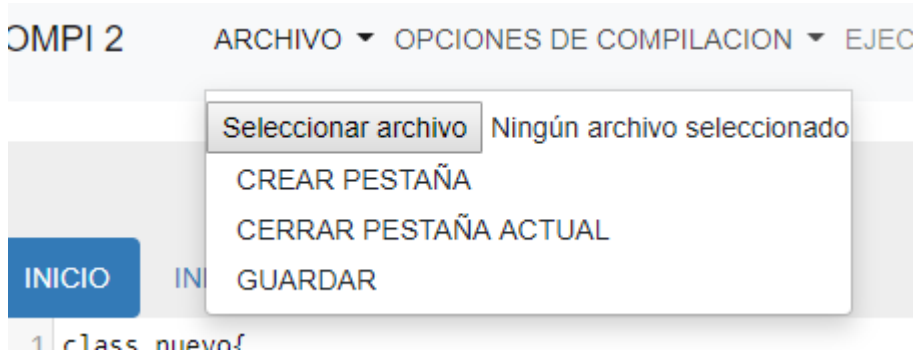 OMPI 2 ARCHIVO OPCIONES DE COMPILACION EJEC
Seleccionar archivo Ningún archivo seleccionado
CREAR PESTAÑA
CERRAR PESTAÑA ACTUAL
INICIO INI GUARDAR
1 class nuevo{